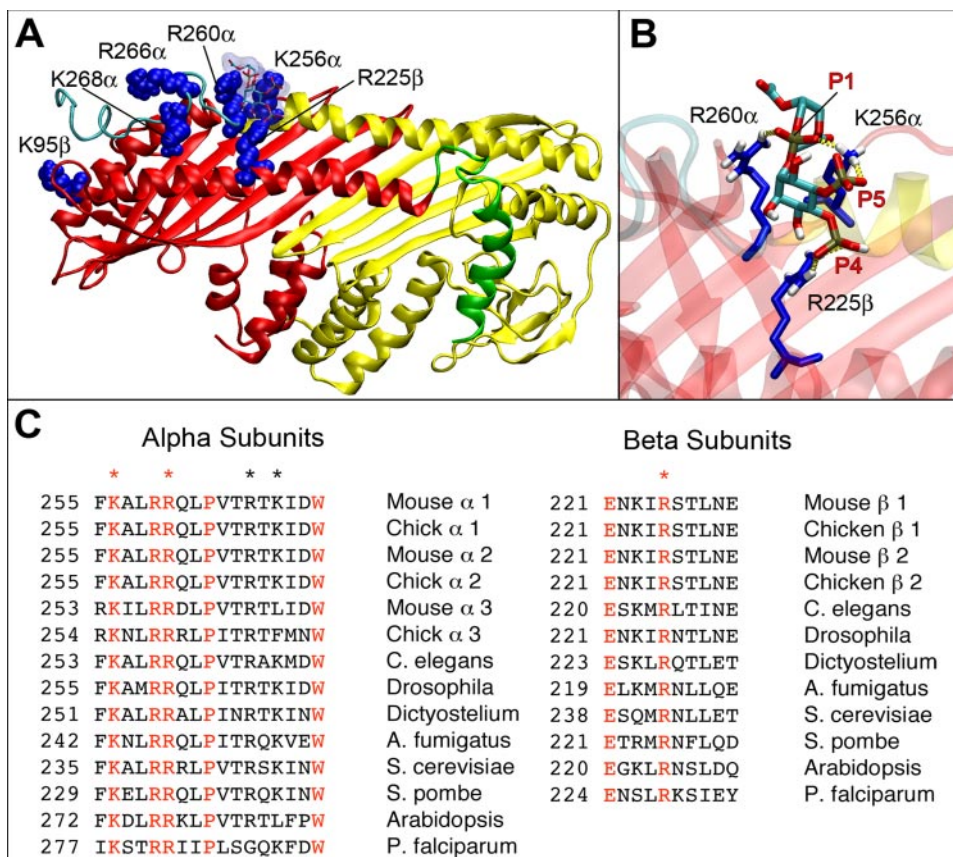 A
R266α
R260α
K256α
K268α
R225β
K95β
B
P1
R260α
K256α
P5
P4
R225β
C
Alpha Subunits
Beta Subunits
* * * *
*
255 FKALRRQLPVTRTKIDW Mouse α 1
255 FKALRRQLPVTRTKIDW Chick α 1
255 FKALRRQLPVTRTKIDW Mouse α 2
255 FKALRRQLPVTRTKIDW Chick α 2
253 RKILRRDLPVTRTLIDW Mouse α 3
254 RKNLRRRLPITRTFMNW Chick α 3
253 FKALRRQLPVTRAKMDW C. elegans
255 FKAMRRQLPITRTKIDW Drosophila
251 FKALRRALPINRTKIDW Dictyostelium
242 FKNLRRQLPITRQKVEW A. fumigatus
235 FKALRRRLPVTRSKINW S. cerevisiae
229 FKELRRQLPVTRQKINW S. pombe
272 FKDLRRKLPVTRTLFPW Arabidopsis
277 IKSTRRIIPLSGQKFDW P. falciparum
221 ENKIRSTLNE Mouse β 1
221 ENKIRSTLNE Chicken β 1
221 ENKIRSTLNE Mouse β 2
221 ENKIRSTLNE Chicken β 2
220 ESKMRLTINE C. elegans
221 ENKIRNTLNE Drosophila
223 ESKLRQTLET Dictyostelium
219 ELKMRNLLQE A. fumigatus
238 ESQMRNLLET S. cerevisiae
221 ETRMRNFLQD S. pombe
220 EGKLRNSLDQ Arabidopsis
224 ENSLRKSIEY P. falciparum